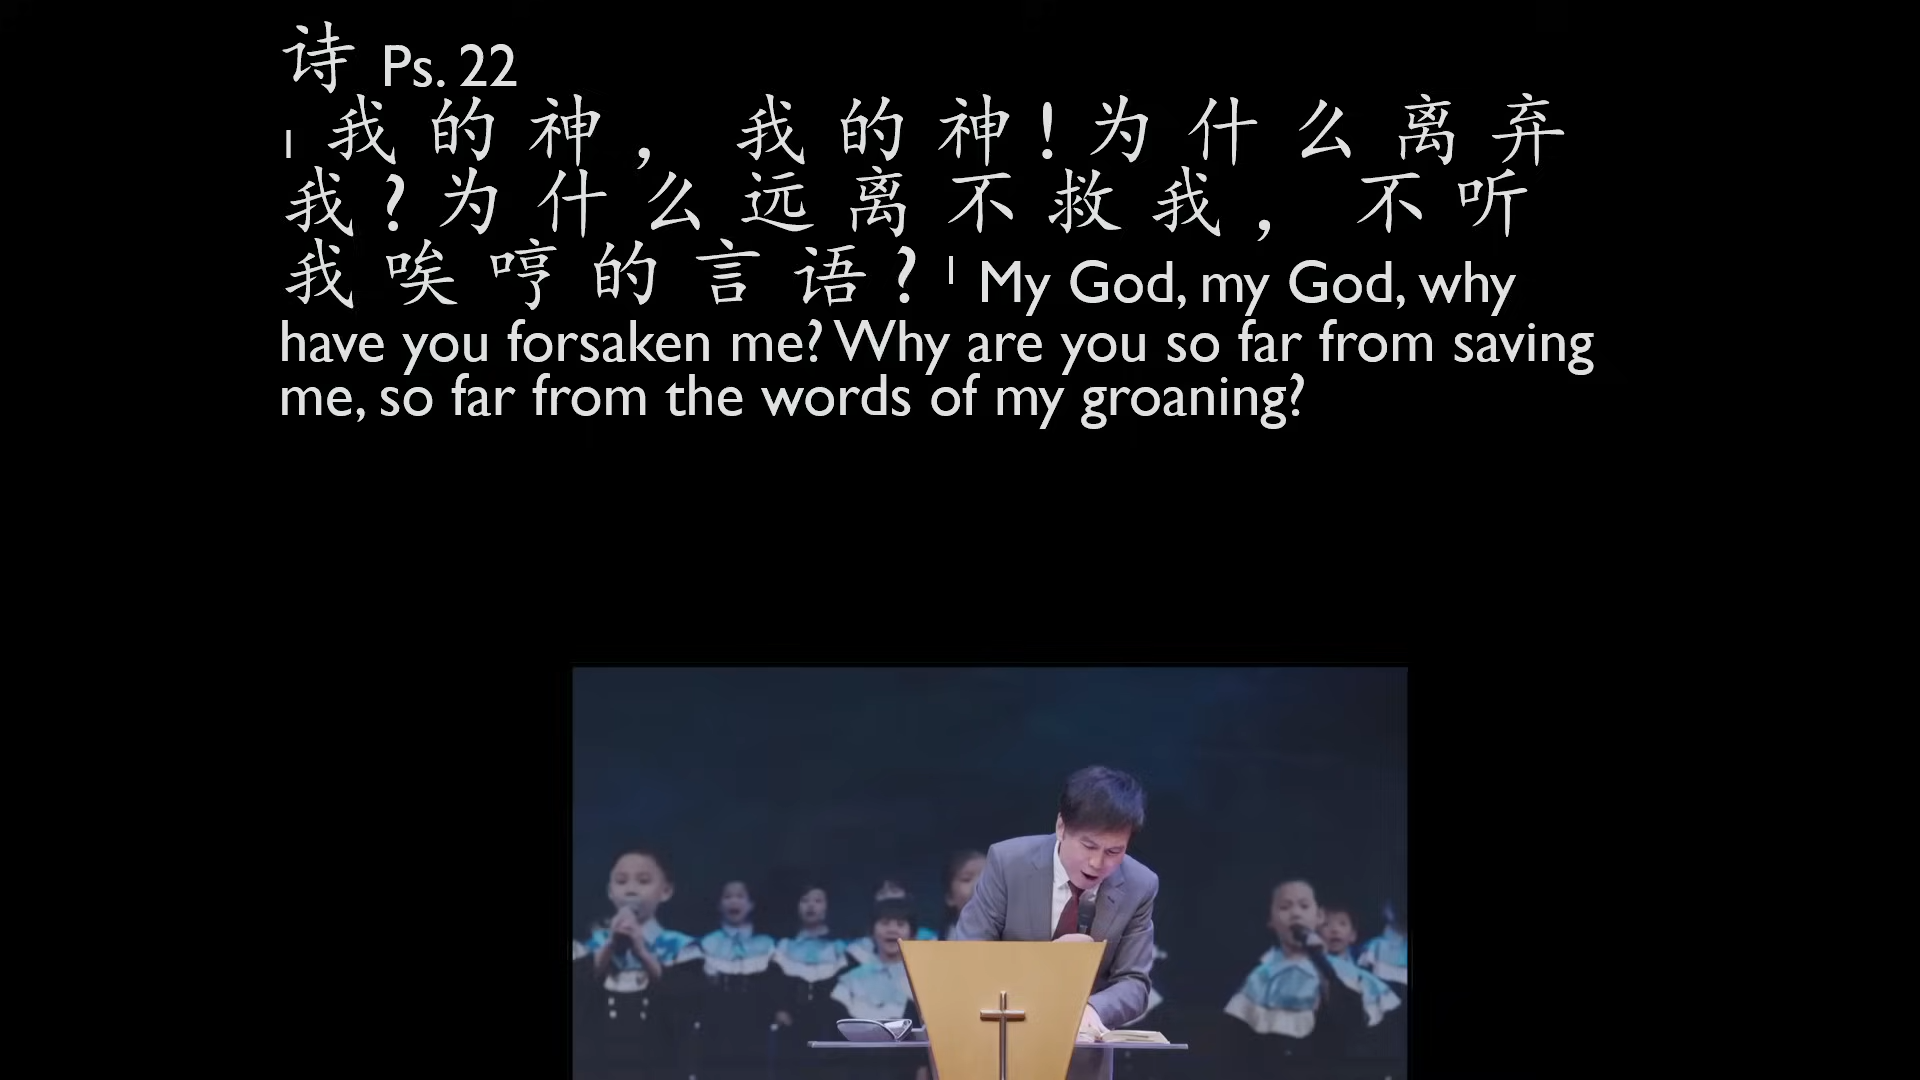 诗 Ps. 22
1 我的神，我的神！为什么离弃
我？为什么远离不救我，不听
我唉哼的言语？1 My God, my God, why
have you forsaken me? Why are you so far from saving
me, so far from the words of my groaning?